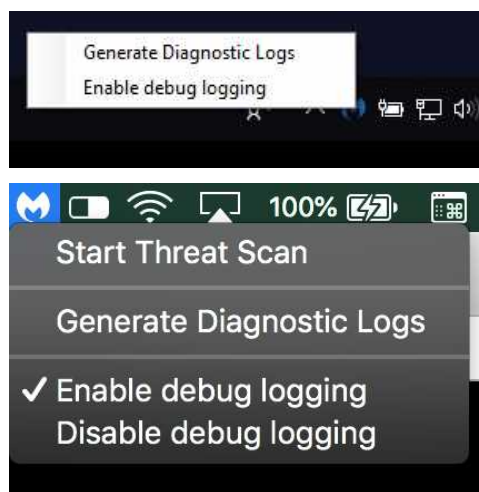 Generate Diagnostic Logs
Enable debug logging
100%
Start Threat Scan
Generate Diagnostic Logs
✓ Enable debug logging
Disable debug logging